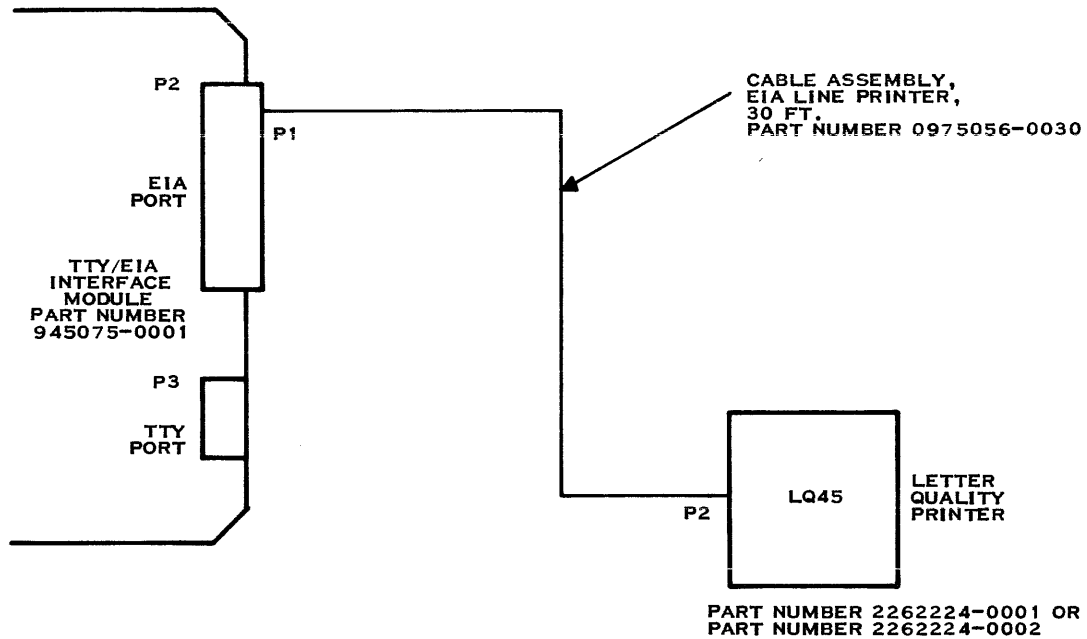 P2
P1
EIA
PORT
TTY/EIA
INTERFACE
MODULE
PART NUMBER
945075-0001
P3
TTY
PORT
CABLE ASSEMBLY,
EIA LINE PRINTER,
30 FT.
PART NUMBER 0975056-0030
P2
LQ45
LETTER
QUALITY
PRINTER
PART NUMBER 2262224-0001 OR
PART NUMBER 2262224-0002